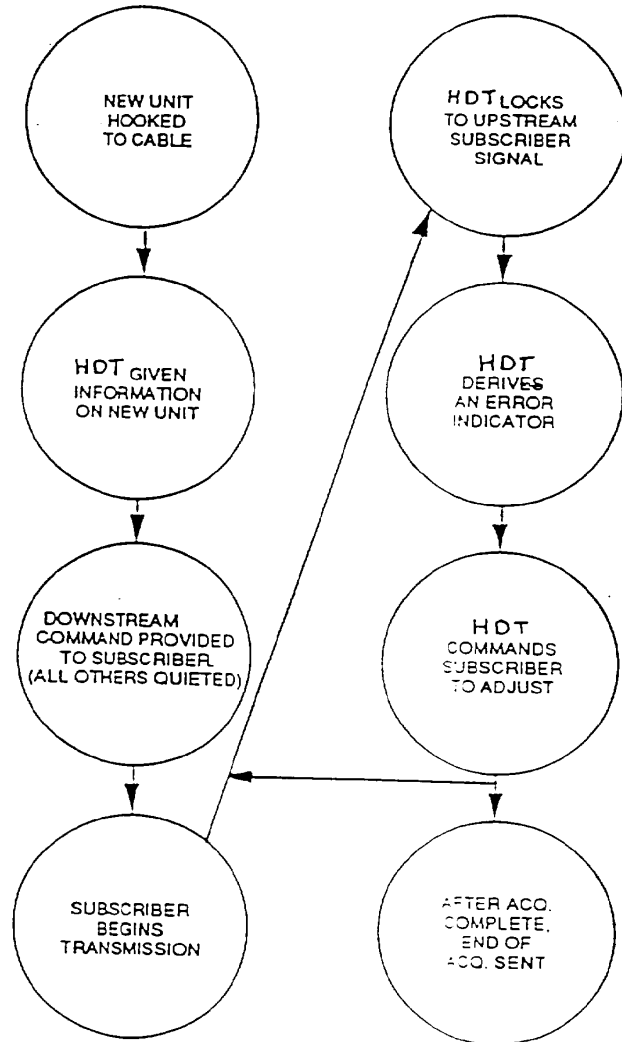 NEW UNIT
HOOKED
TO CABLE
HDT GIVEN
INFORMATION
ON NEW UNIT
DOWNSTREAM
COMMAND PROVIDED
TO SUBSCRIBER
(ALL OTHERS QUIETED)
SUBSCRIBER
BEGINS
TRANSMISSION
HDT LOCKS
TO UPSTREAM
SUBSCRIBER
SIGNAL
HDT
DERIVES
AN ERROR
INDICATOR
HDT
COMMANDS
SUBSCRIBER
TO ADJUST
AFTER ACQ.
COMPLETE,
END OF
ACQ. SENT